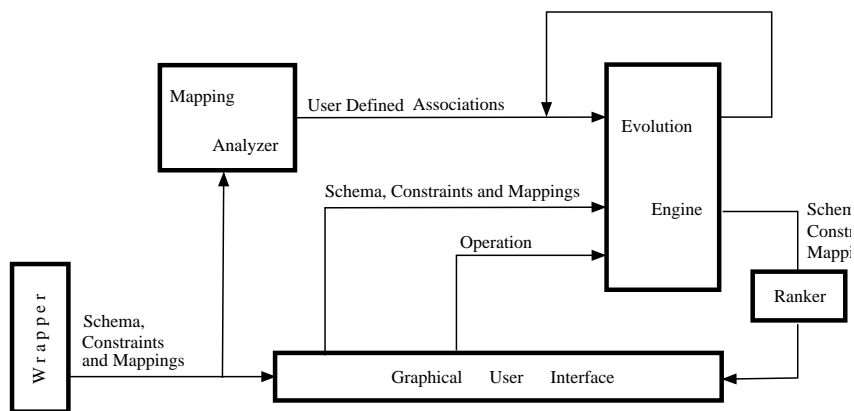 Mapping
Analyzer
User Defined Associations
Evolution
Engine
Schema, Constraints and Mappings
Operation
Ranker
Wrapper
Schema,
Constraints
and Mappings
Graphical User Interface